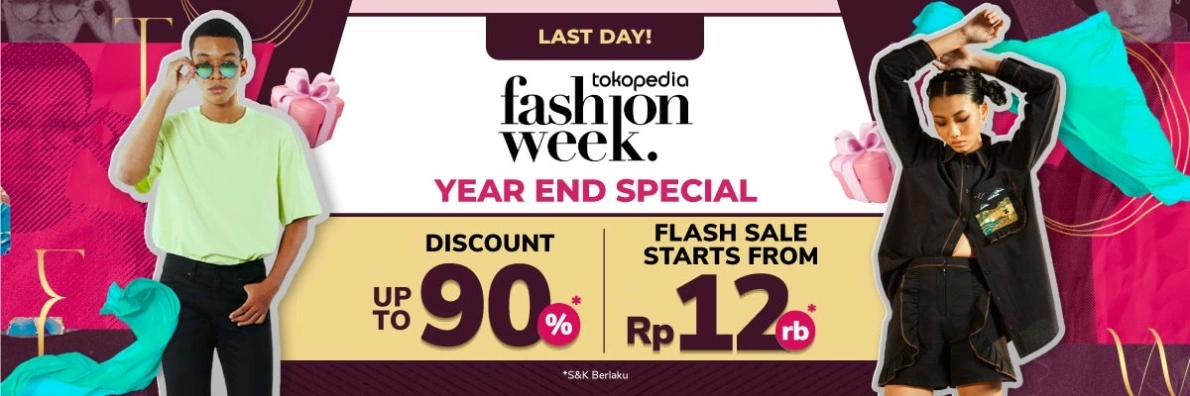 LAST DAY!
tokopedia
fashion
week.
YEAR END SPECIAL
DISCOUNT
UP TO 90%*
FLASH SALE
STARTS FROM
Rp12rb*
*S&K Berlaku
T
E
W